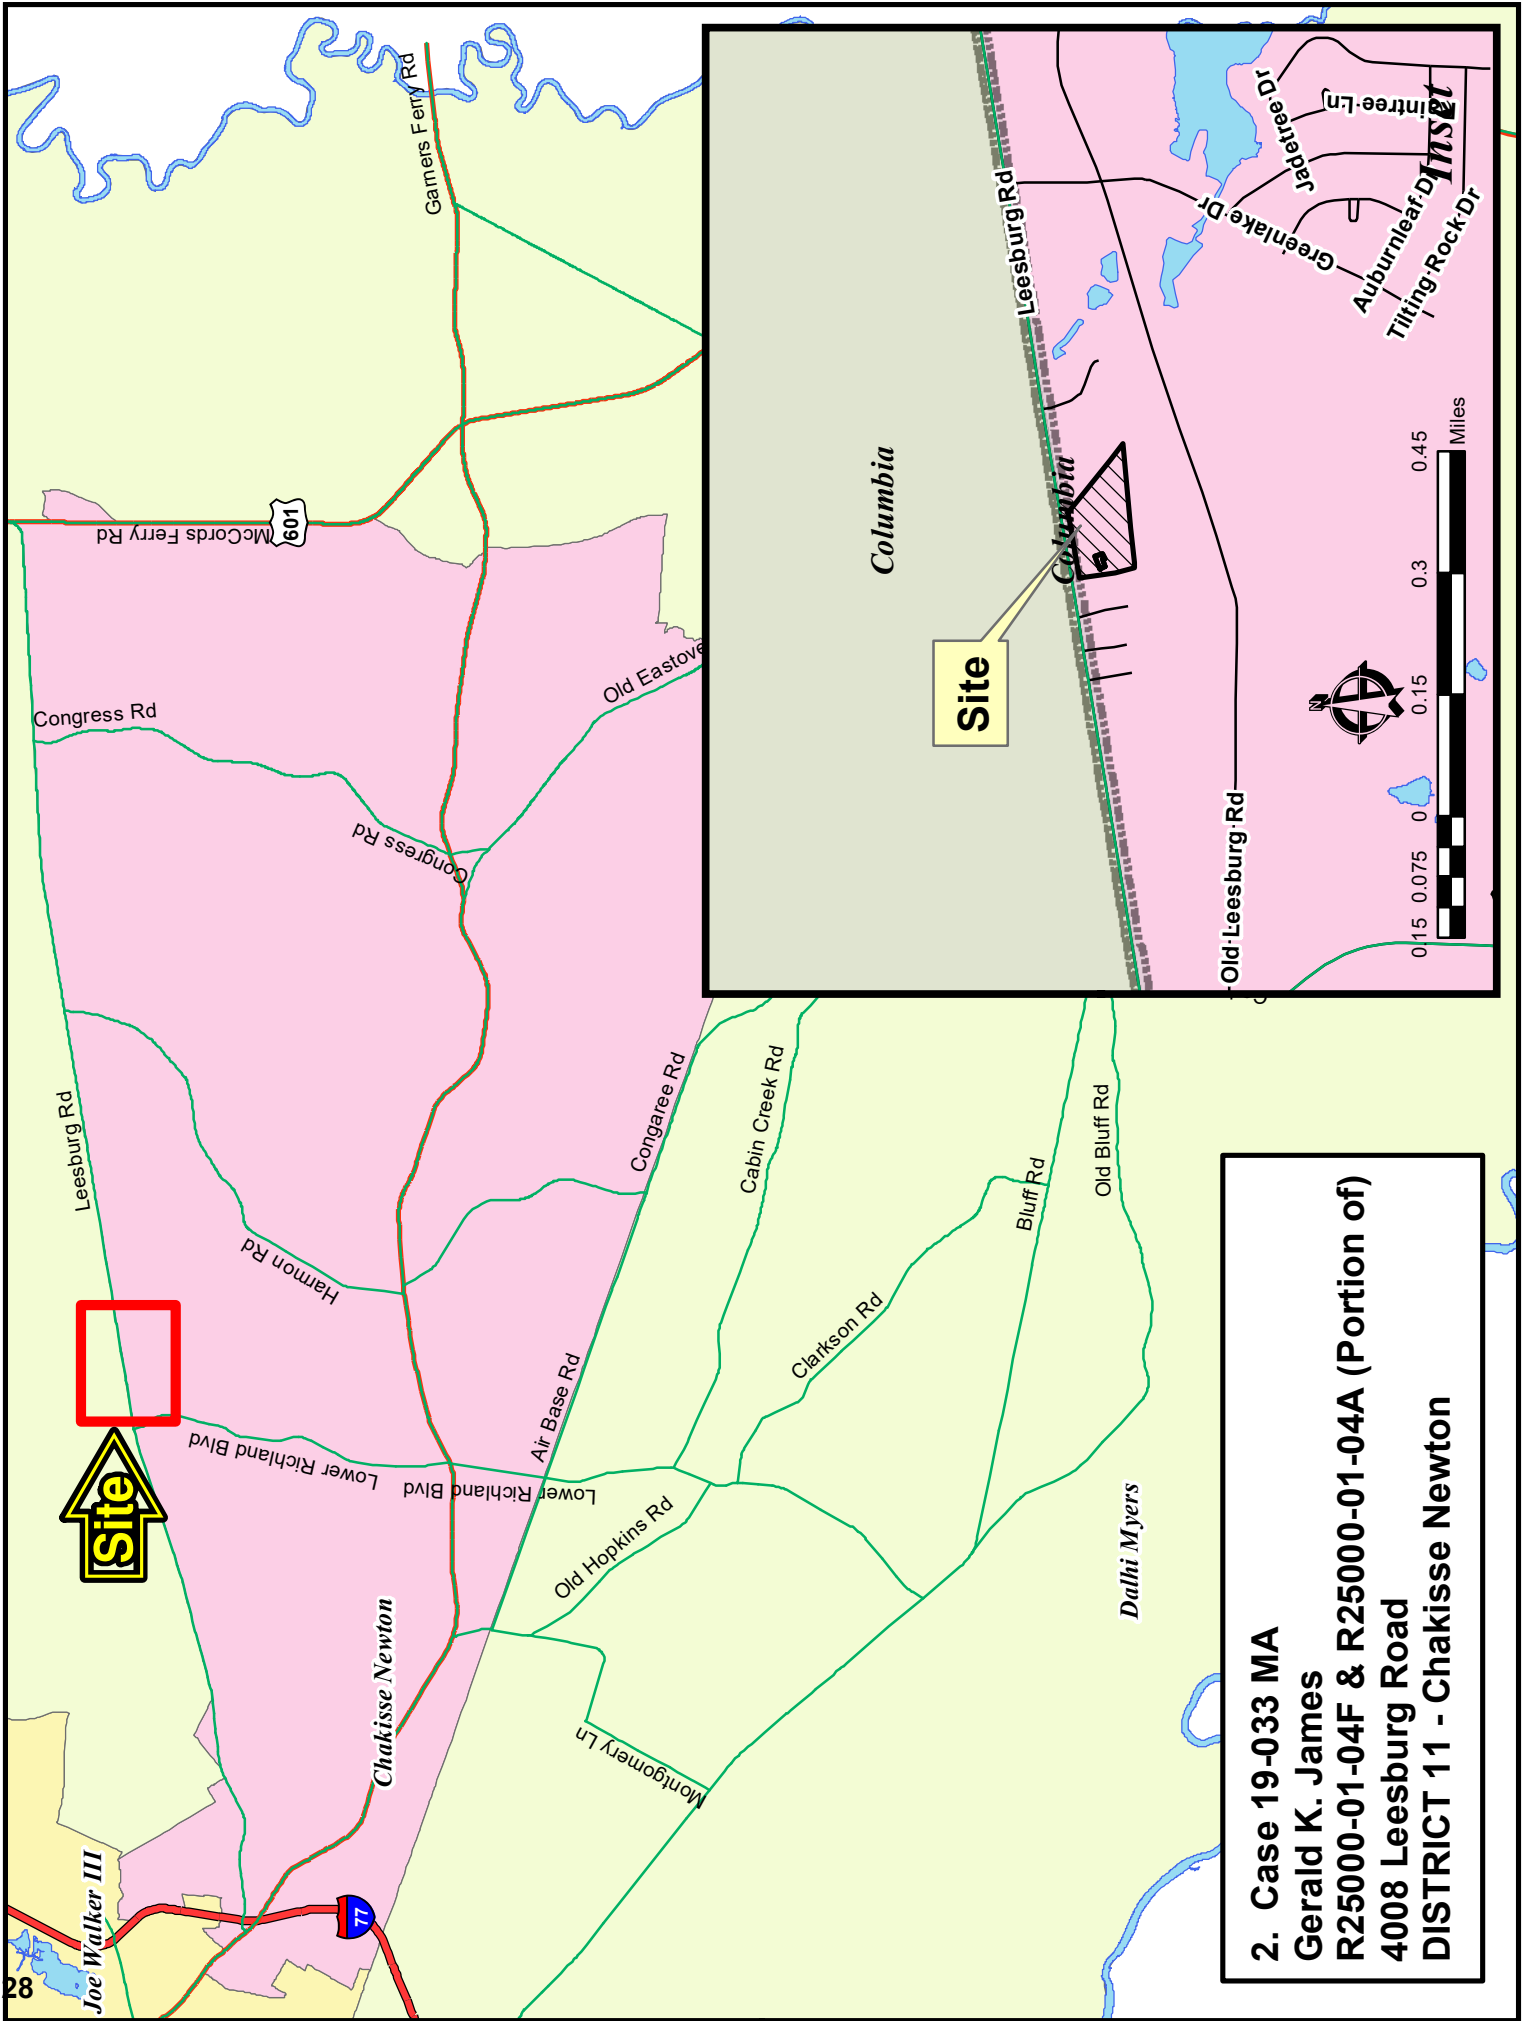 28
Joe Walker III
77
Chakisse Newton
Site
Leesburg Rd
Lower Richland Blvd
Lower Richland Blvd
Lower
Harmon Rd
Congress Rd
Congress Rd
McCords Ferry Rd
601
Garners Ferry Rd
Old Eastove
Air Base Rd
Congaree Rd
Old Hopkins Rd
Montgomery Ln
Cabin Creek Rd
Clarkson Rd
Bluff Rd
Old Bluff Rd
Dalhi Myers
Columbia
Columbia
Site
Leesburg Rd
Old Leesburg Rd
Greenlake Dr
Jadetree Dr
aintree Ln
Auburnleaf Dr
Tilting Rock Dr
Inset
N
0.15 0.075 0 0.15 0.3 0.45
Miles
2. Case 19-033 MA
Gerald K. James
R25000-01-04F & R25000-01-04A (Portion of)
4008 Leesburg Road
DISTRICT 11 - Chakisse Newton